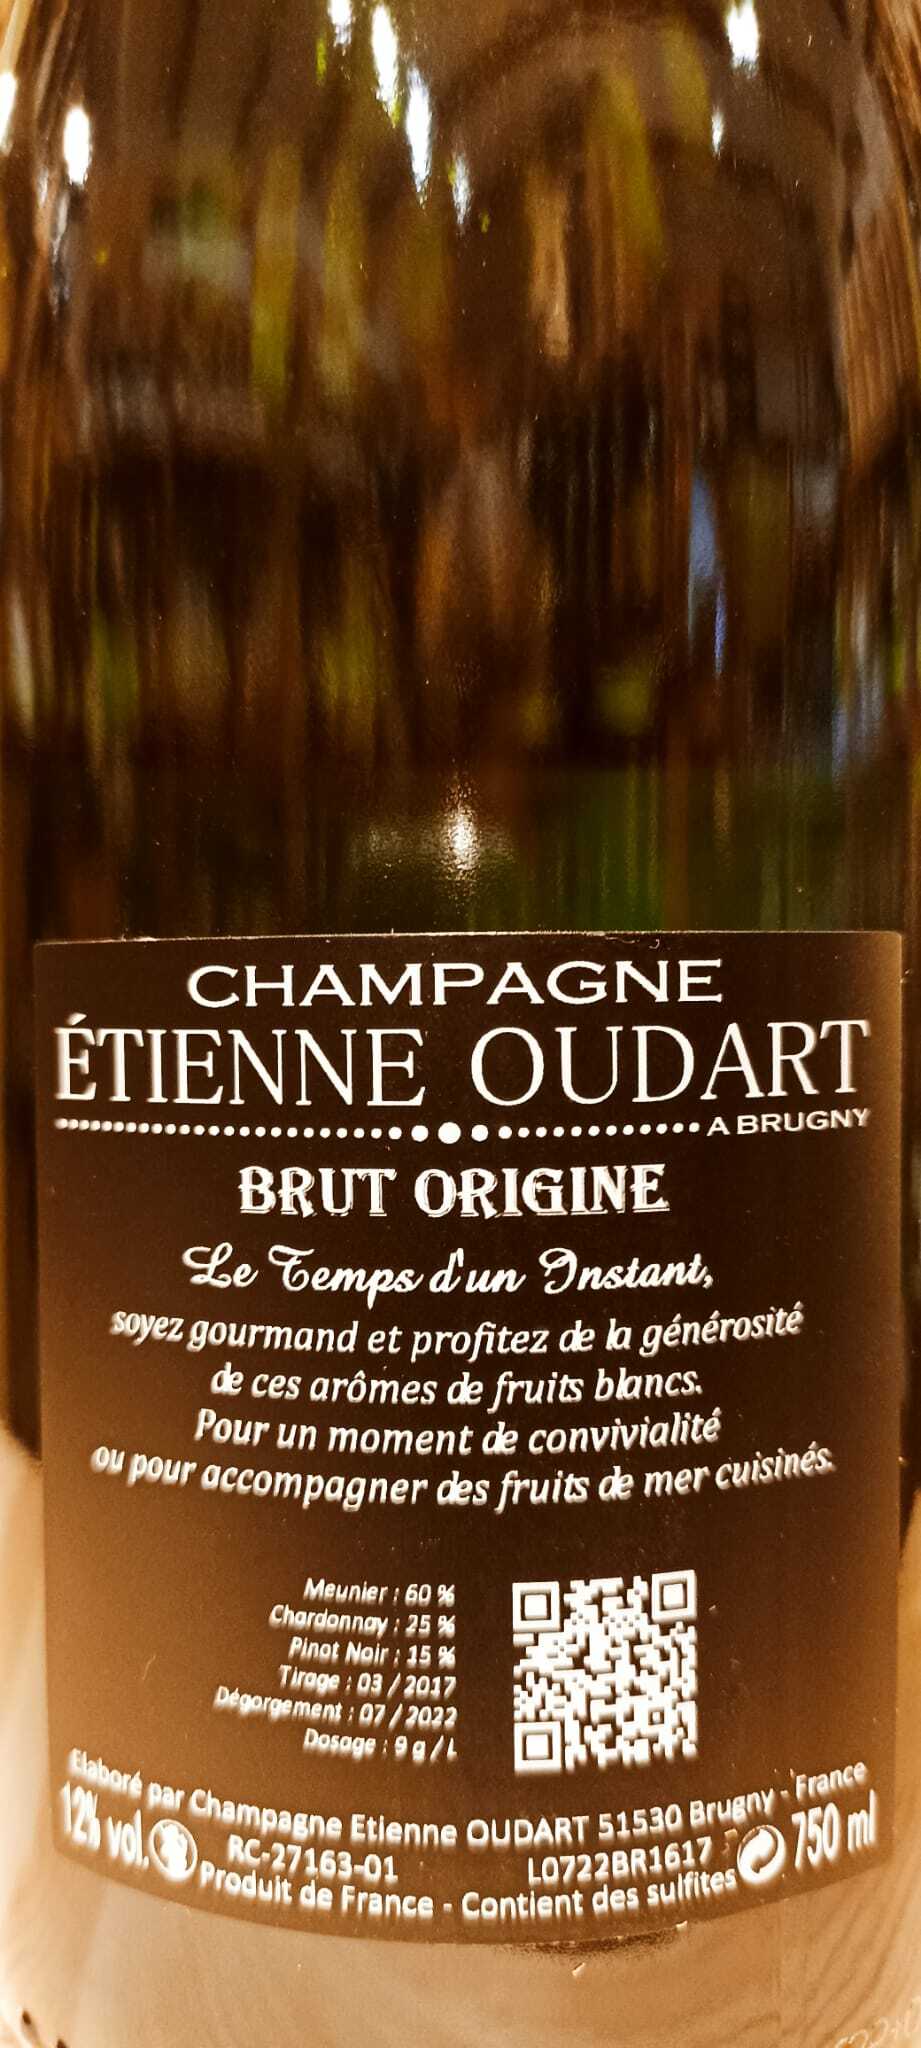 CHAMPAGNE
ÉTIENNE OUDART
A BRUGNY
BRUT ORIGINE
Le Temps d'un Instant,
soyez gourmand et profitez de la générosité
de ces arômes de fruits blancs.
Pour un moment de convivialité
ou pour accompagner des fruits de mer cuisinés.
Meunier : 60 %
Chardonnay : 25 %
Pinot Noir : 15 %
Tirage : 03 / 2017
Dégorgement : 07 / 2022
Dosage : 9 g / L
Elaboré par Champagne Etienne OUDART 51530 Brugny - France
12% vol. RC-27163-01 L0722BR1617 750 ml
Produit de France - Contient des sulfites